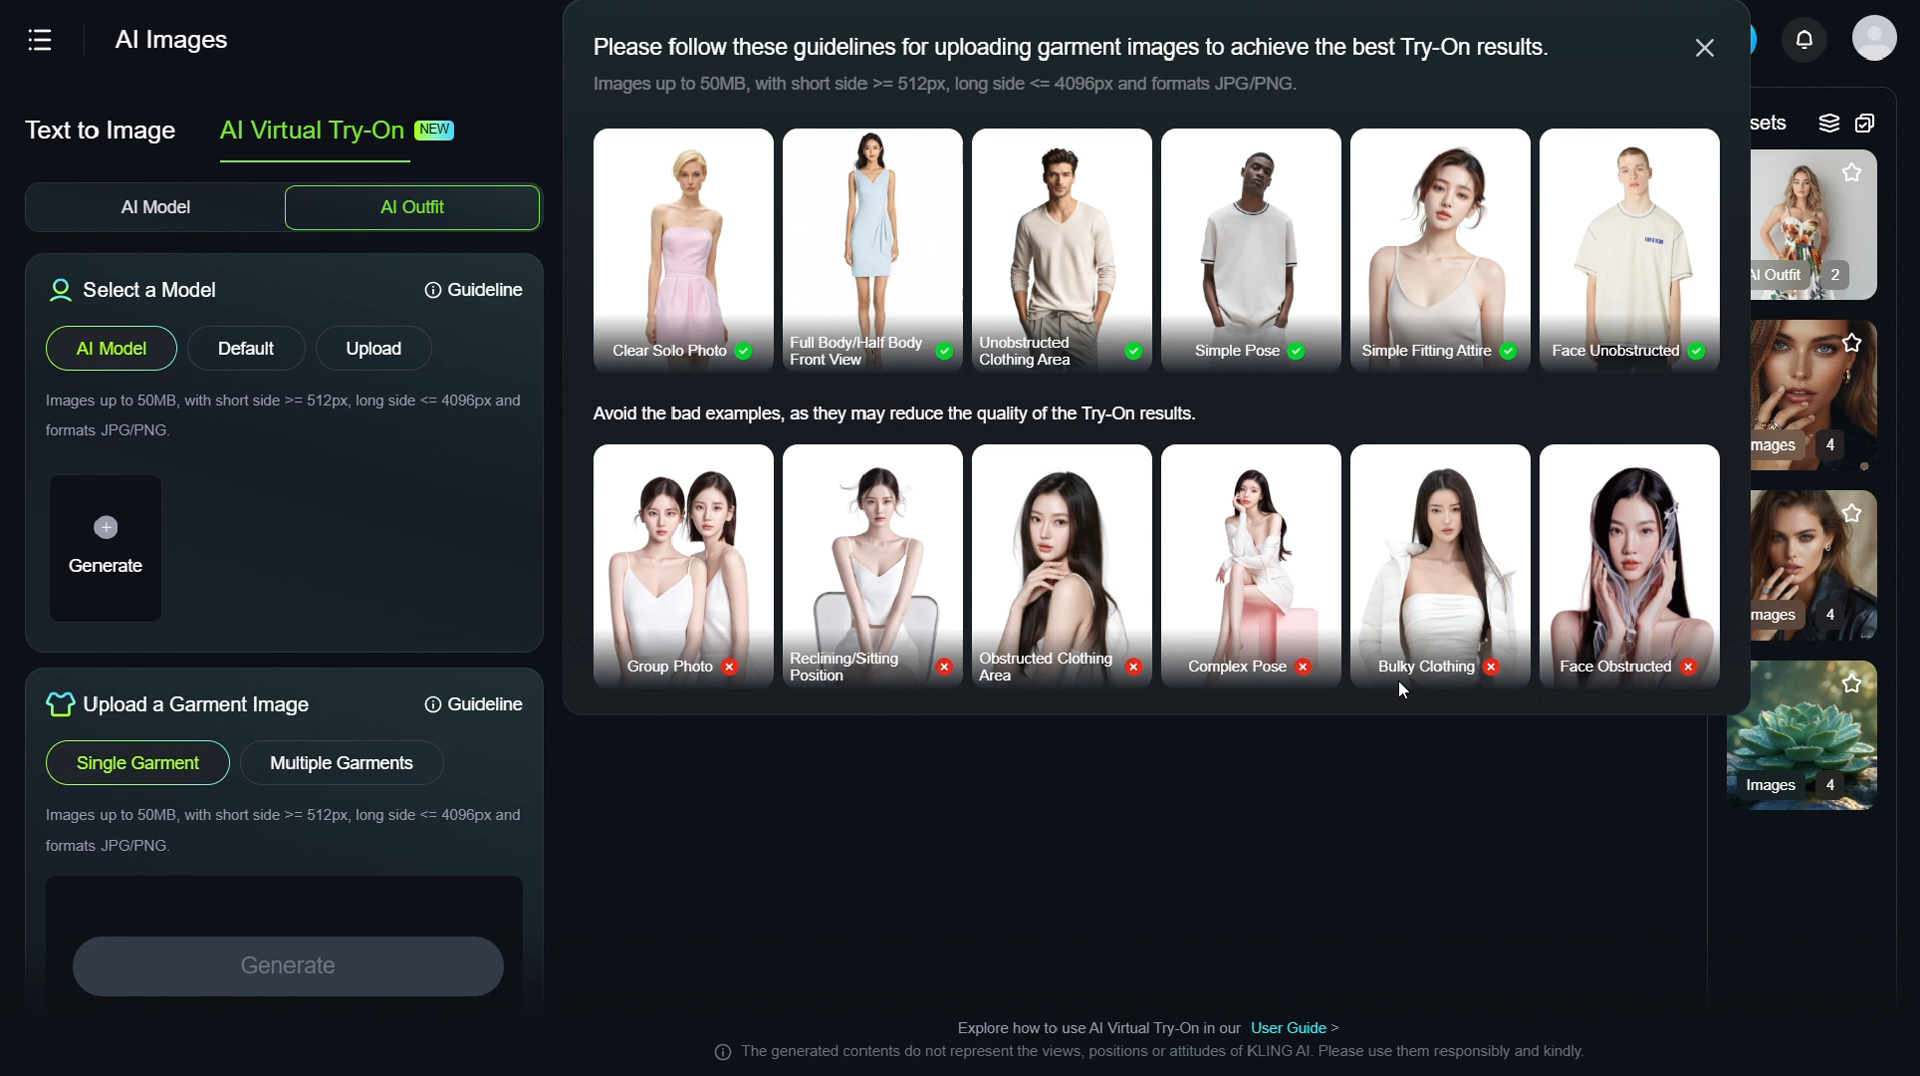 AI Images
Text to Image
AI Virtual Try-On NEW
AI Model
AI Outfit
Select a Model
Guideline
AI Model
Default
Upload
Images up to 50MB, with short side >= 512px, long side <= 4096px and
formats JPG/PNG.
Generate
Upload a Garment Image
Guideline
Single Garment
Multiple Garments
Images up to 50MB, with short side >= 512px, long side <= 4096px and
formats JPG/PNG.
Generate
Please follow these guidelines for uploading garment images to achieve the best Try-On results.
Images up to 50MB, with short side >= 512px, long side <= 4096px and formats JPG/PNG.
Clear Solo Photo
Full Body/Half Body
Front View
Unobstructed
Clothing Area
Simple Pose
Simple Fitting Attire
Face Unobstructed
Avoid the bad examples, as they may reduce the quality of the Try-On results.
Group Photo
Reclining/Sitting
Position
Obstructed Clothing
Area
Complex Pose
Bulky Clothing
Face Obstructed
sets
AI Outfit 2
mages 4
mages 4
Images 4
Explore how to use AI Virtual Try-On in our User Guide >
The generated contents do not represent the views, positions or attitudes of KLING AI. Please use them responsibly and kindly.